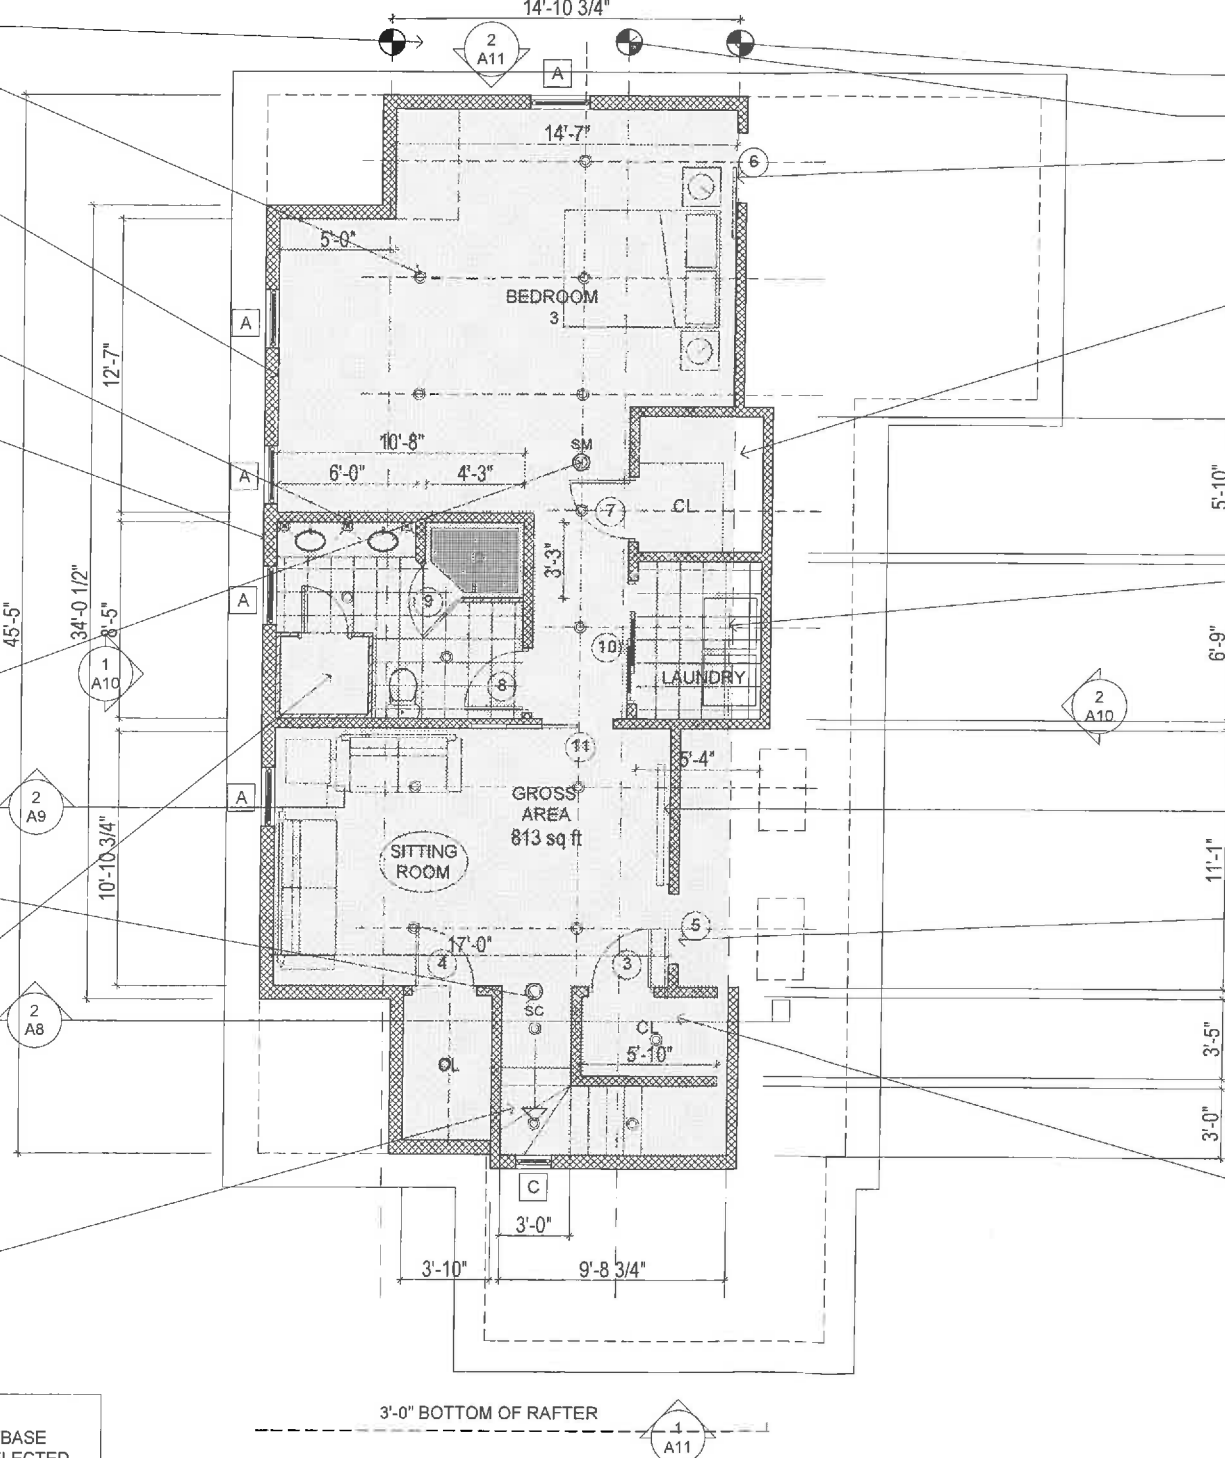 14'-10 3/4"
2
A11
A
14'-7"
6
5'-0"
BEDROOM
3
A
12'-7"
10'-8"
SM
6'-0"
4'-3"
A
CL
7
5'-10"
3'-3"
A
9
45'-5"
34'-0 1/2"
8'-5"
10
6'-9"
1
A10
8
LAUNDRY
2
A10
11
5'-4"
A
2
A9
GROSS
AREA
813 sq ft
SITTING
ROOM
10'-10 3/4"
11'-1"
5
17'-0"
4
3
2
A8
SC
CL
5'-10"
3'-5"
CL
3'-0"
C
3'-0"
3'-10"
9'-8 3/4"
3'-0" BOTTOM OF RAFTER
1
A11
BASE